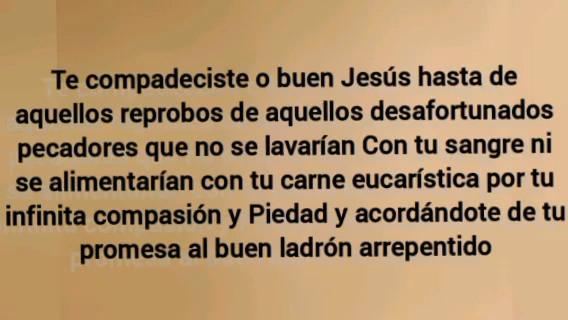 Te compadeciste o buen Jesús hasta de
aquellos reprobos de aquellos desafortunados
pecadores que no se lavarían Con tu sangre ni
se alimentarían con tu carne eucarística por tu
infinita compasión y Piedad y acordándote de tu
promesa al buen ladrón arrepentido